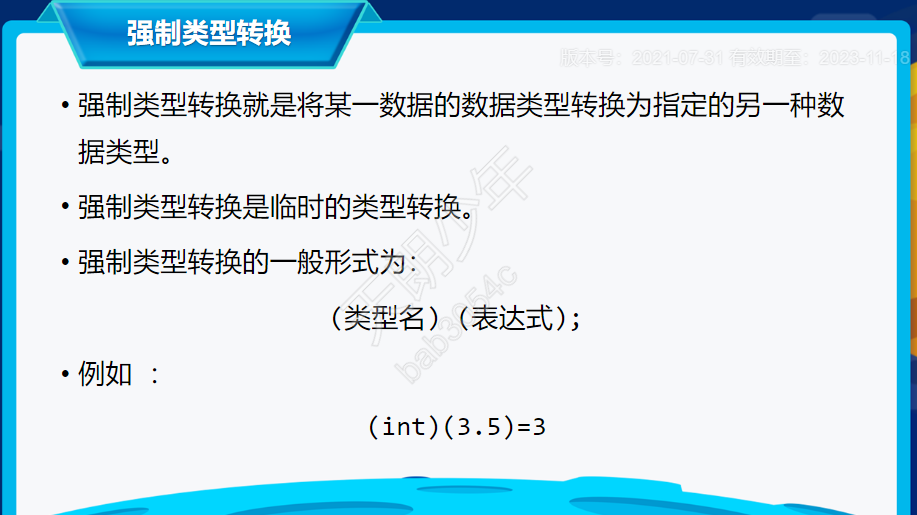 强制类型转换
版本号：2021-07-31 有效期至：2023-11-18
• 强制类型转换就是将某一数据的数据类型转换为指定的另一种数
据类型。
• 强制类型转换是临时的类型转换。
• 强制类型转换的一般形式为：
(类型名)(表达式);
• 例如 ：
(int)(3.5)=3
天朗少年